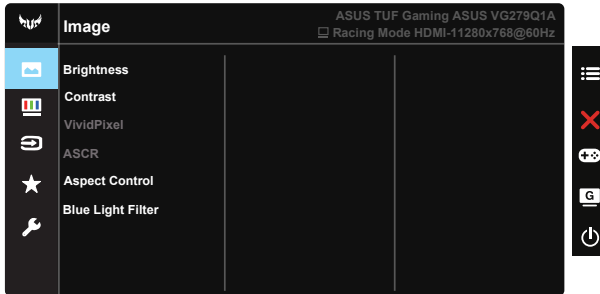 Image
ASUS TUF Gaming ASUS VG279Q1A
Racing Mode HDMI-11280x768@60Hz
Brightness
Contrast
VividPixel
ASCR
Aspect Control
Blue Light Filter
G